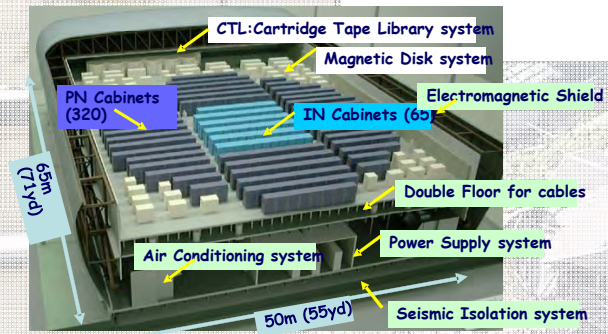 CTL:Cartridge Tape Library system
Magnetic Disk system
PN Cabinets
(320)
Electromagnetic Shield
IN Cabinets (65)
65m
(71yd)
Double Floor for cables
Power Supply system
Air Conditioning system
50m (55yd)
Seismic Isolation system